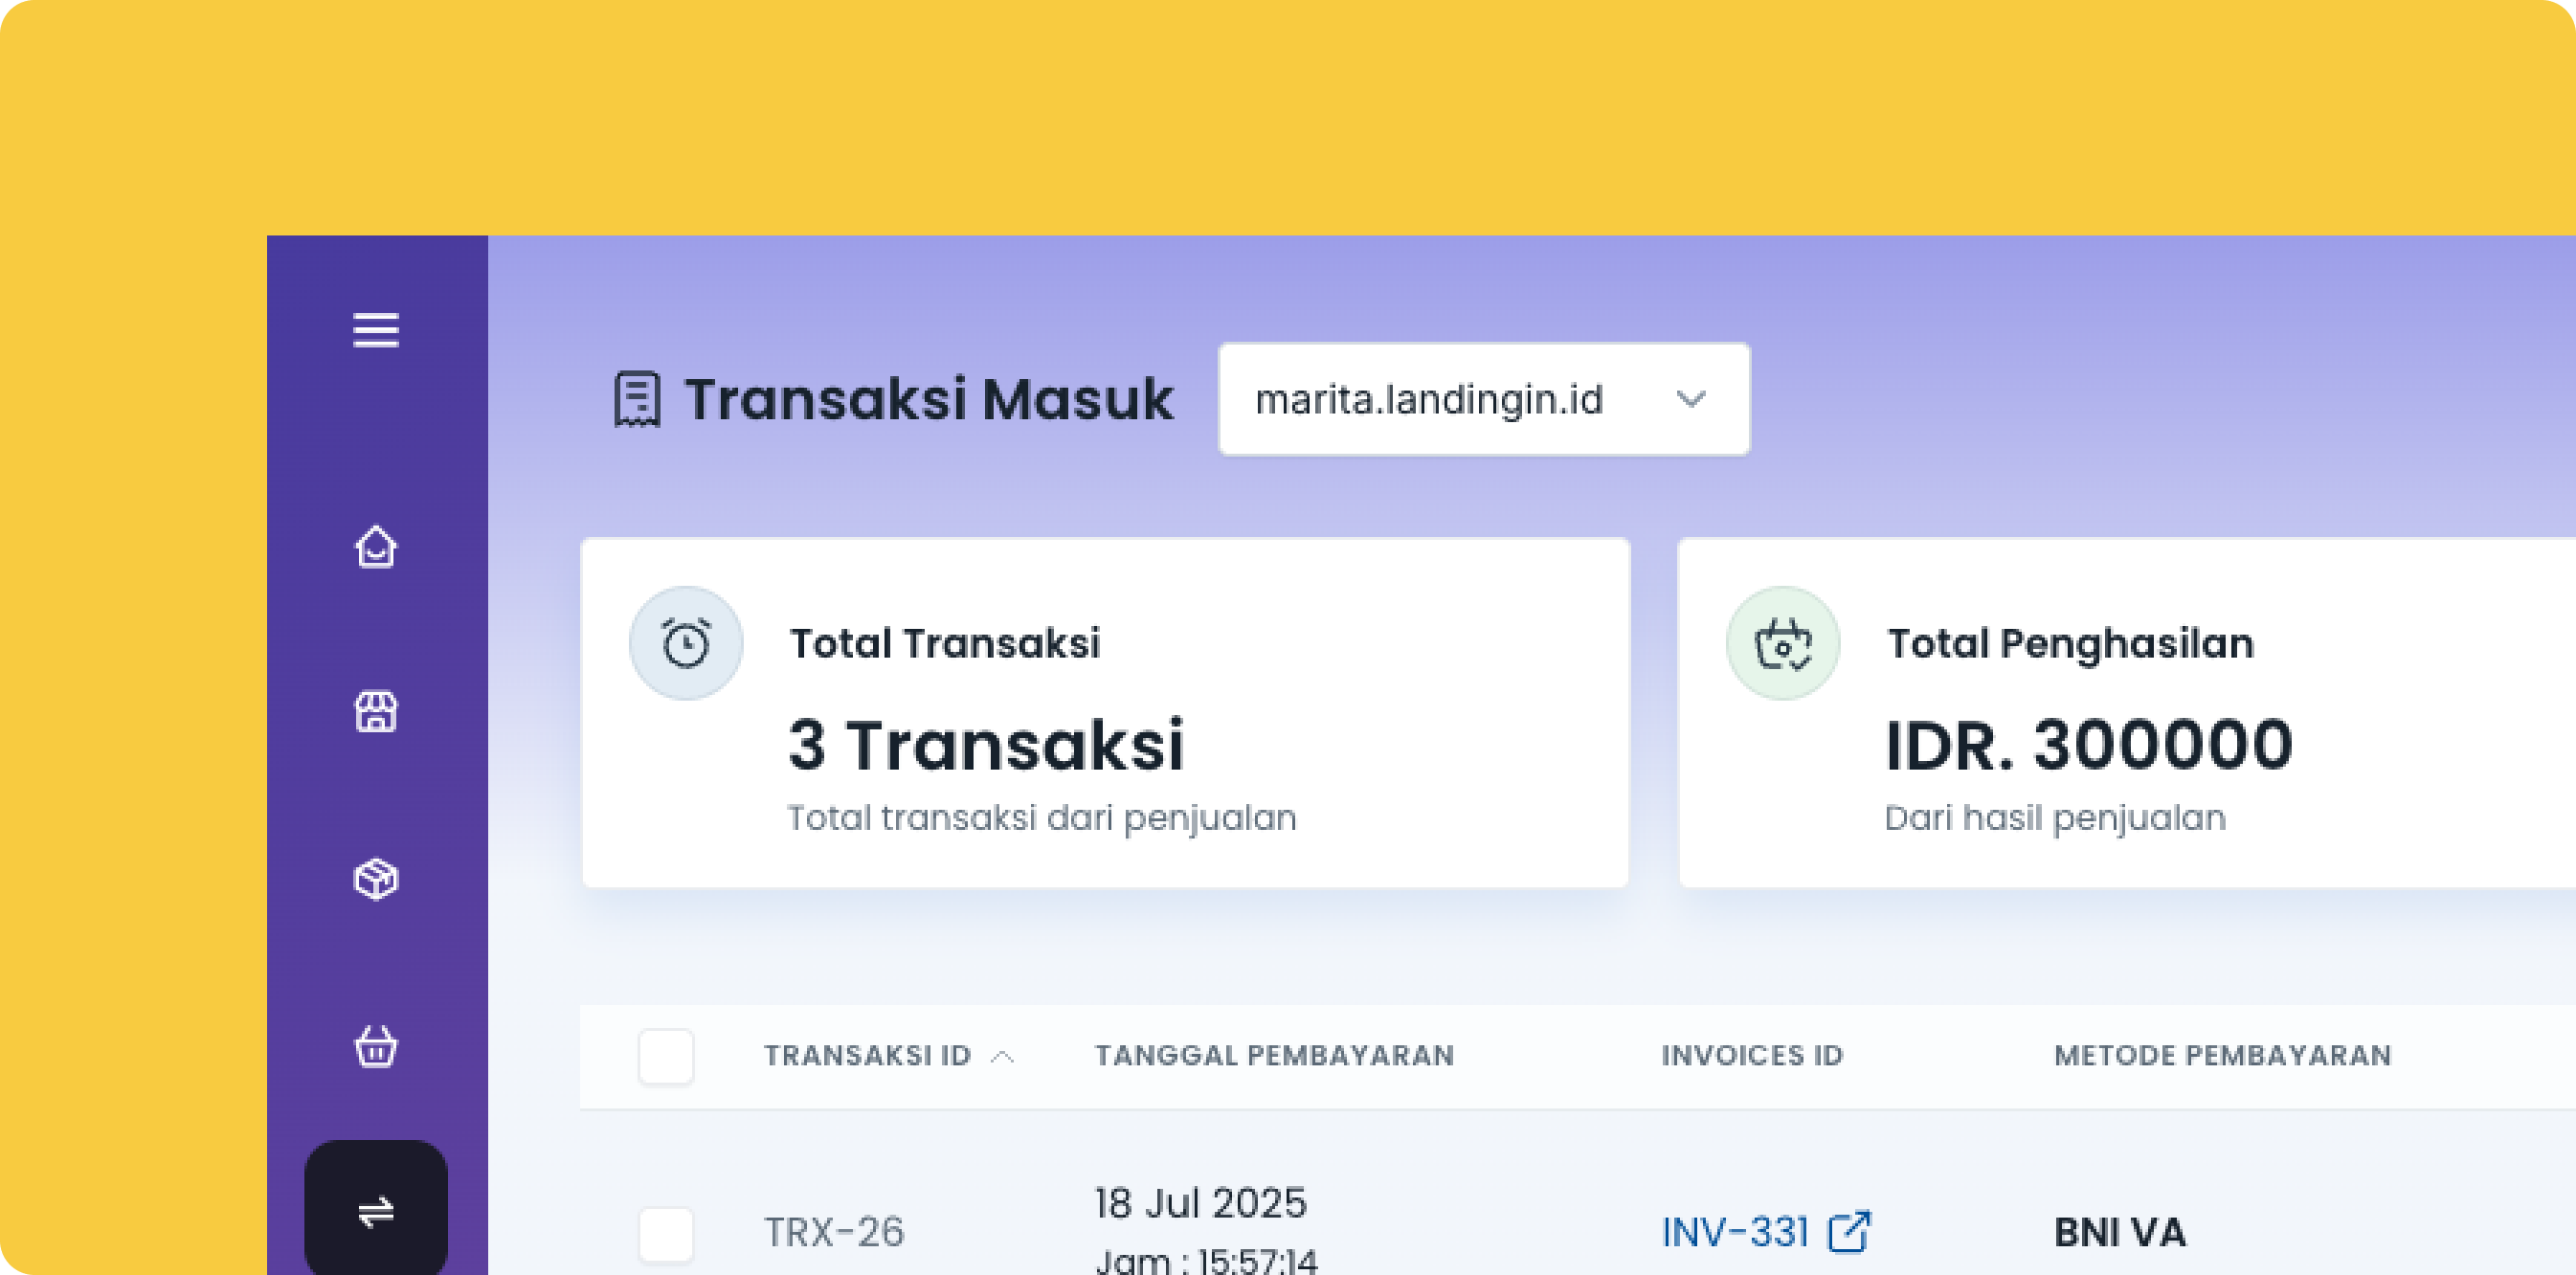 Transaksi Masuk
marita.landingin.id
Total Transaksi
3 Transaksi
Total transaksi dari penjualan
Total Penghasilan
IDR. 300000
Dari hasil penjualan
TRANSAKSI ID
TANGGAL PEMBAYARAN
INVOICES ID
METODE PEMBAYARAN
TRX-26
18 Jul 2025
Jam : 15:57:14
INV-331
BNI VA